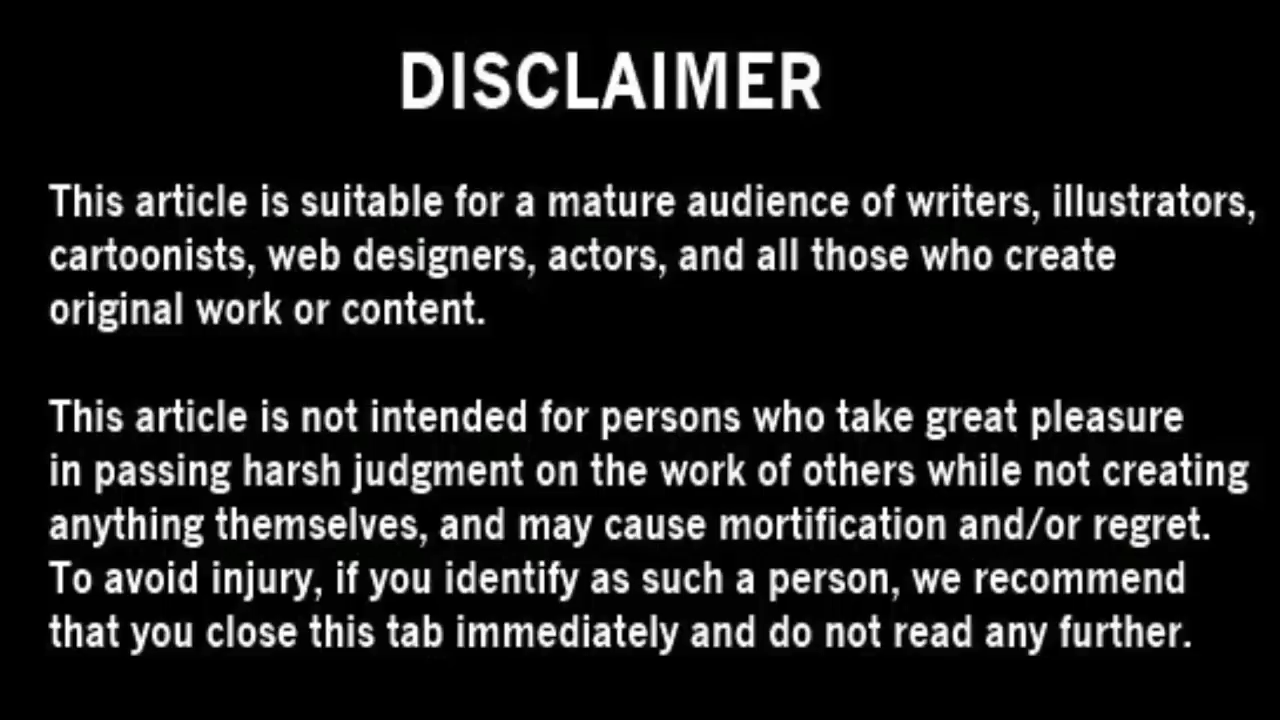 DISCLAIMER
This article is suitable for a mature audience of writers, illustrators,
cartoonists, web designers, actors, and all those who create
original work or content.
This article is not intended for persons who take great pleasure
in passing harsh judgment on the work of others while not creating
anything themselves, and may cause mortification and/or regret.
To avoid injury, if you identify as such a person, we recommend
that you close this tab immediately and do not read any further.